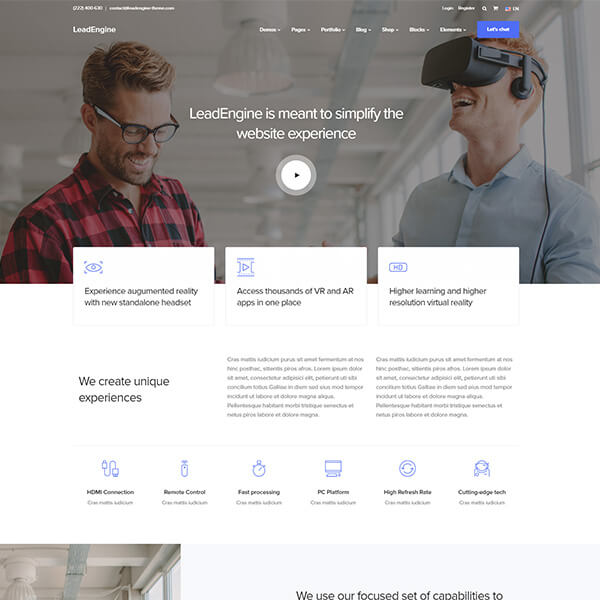 (222) 400-630 | contact@leadengine-theme.com Login Register EN
LeadEngine Demos Pages Portfolio Blog Shop Blocks Elements Let's chat
LeadEngine is meant to simplify the
website experience
HD
Experience augumented reality
with new standalone headset
Access thousands of VR and AR
apps in one place
Higher learning and higher
resolution virtual reality
We create unique
experiences
Cras mattis iudicium purus sit amet fermentum at nos
hinc principatus, sitientis piros afros. Lorem ipsum dolor
sit amet, consectetur adipisici elit, petierunt uti sibi
concilium totius Galliae in diem sed eiusmod tempor
incidunt ut labore et dolore magna aliqua.
Pellentesque habitant morbi tristique senectus et
netus piros labore et dolore magna.
Cras mattis iudicium purus sit amet fermentum at nos
hinc principatus, sitientis piros afros. Lorem ipsum dolor
sit amet, consectetur adipisici elit, petierunt uti sibi
concilium totius Galliae in diem sed eiusmod tempor
incidunt ut labore et dolore magna aliqua.
Pellentesque habitant morbi tristique senectus et
netus piros labore et dolore magna.
HDMI Connection Remote Control Fast processing PC Platform High Refresh Rate Cutting-edge tech
Cras mattis iudicium Cras mattis iudicium Cras mattis iudicium Cras mattis iudicium Cras mattis iudicium Cras mattis iudicium
We use our focused set of capabilities to